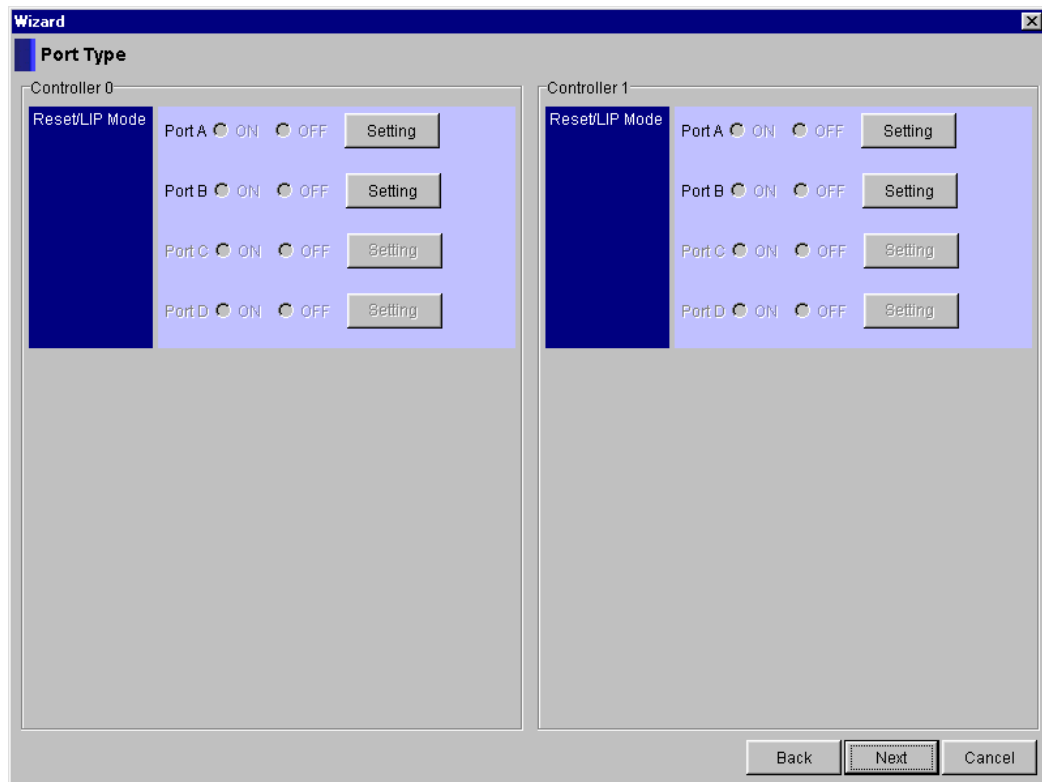 Wizard
Port Type
Controller 0
Reset/LIP Mode
Port A ON OFF Setting
Port B ON OFF Setting
Port C ON OFF Setting
Port D ON OFF Setting
Controller 1
Reset/LIP Mode
Port A ON OFF Setting
Port B ON OFF Setting
Port C ON OFF Setting
Port D ON OFF Setting
Back Next Cancel